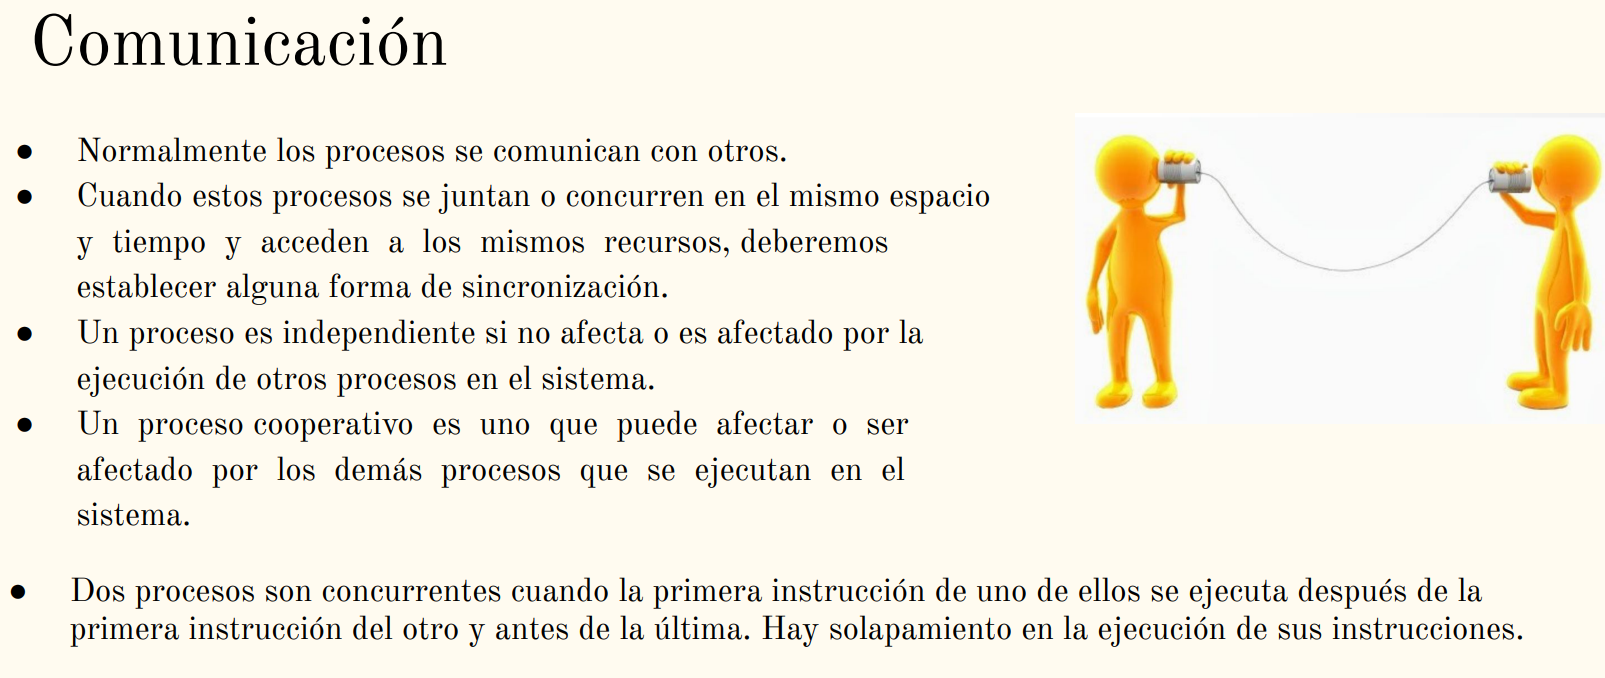 Comunicación
● Normalmente los procesos se comunican con otros.
● Cuando estos procesos se juntan o concurren en el mismo espacio
y tiempo y acceden a los mismos recursos, deberemos
establecer alguna forma de sincronización.
● Un proceso es independiente si no afecta o es afectado por la
ejecución de otros procesos en el sistema.
● Un proceso cooperativo es uno que puede afectar o ser
afectado por los demás procesos que se ejecutan en el
sistema.
● Dos procesos son concurrentes cuando la primera instrucción de uno de ellos se ejecuta después de la
primera instrucción del otro y antes de la última. Hay solapamiento en la ejecución de sus instrucciones.